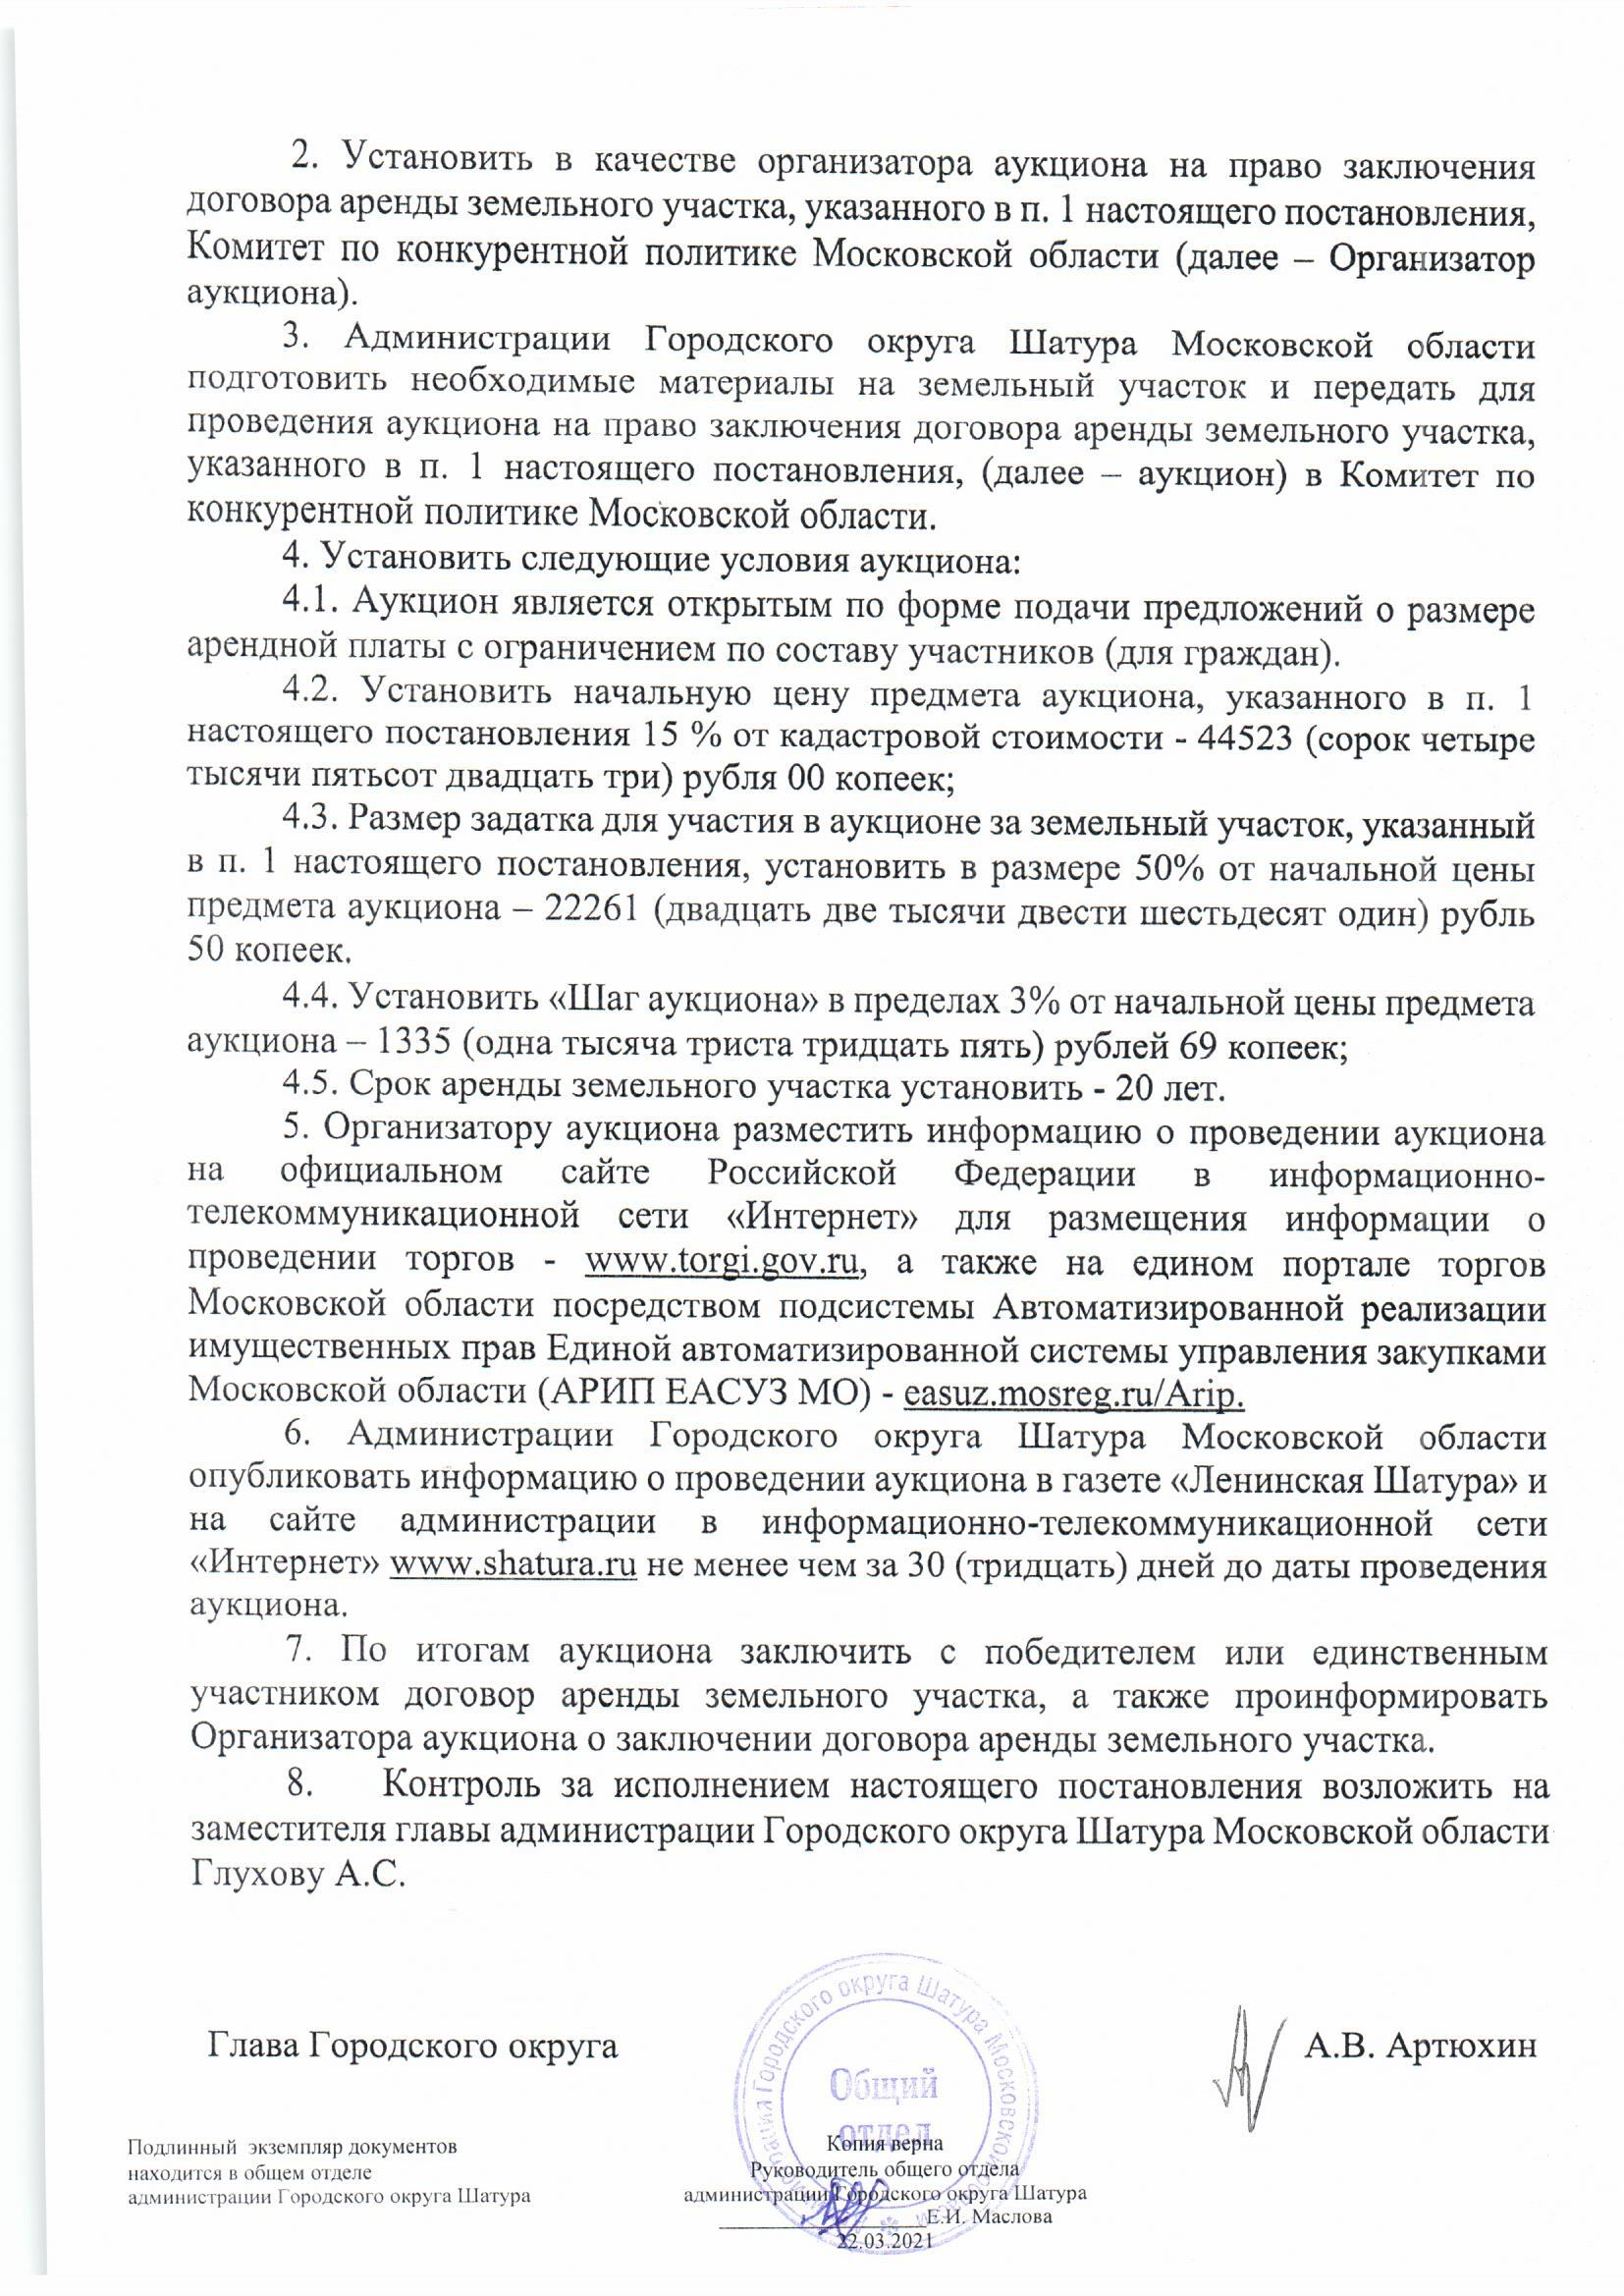 2. Установить в качестве организатора аукциона на право заключения
договора аренды земельного участка, указанного в п. 1 настоящего постановления,
Комитет по конкурентной политике Московской области (далее – Организатор
аукциона).
3. Администрации Городского округа Шатура Московской области
подготовить необходимые материалы на земельный участок и передать для
проведения аукциона на право заключения договора аренды земельного участка,
указанного в п. 1 настоящего постановления, (далее – аукцион) в Комитет по
конкурентной политике Московской области.
4. Установить следующие условия аукциона:
4.1. Аукцион является открытым по форме подачи предложений о размере
арендной платы с ограничением по составу участников (для граждан).
4.2. Установить начальную цену предмета аукциона, указанного в п. 1
настоящего постановления 15 % от кадастровой стоимости - 44523 (сорок четыре
тысячи пятьсот двадцать три) рубля 00 копеек;
4.3. Размер задатка для участия в аукционе за земельный участок, указанный
в п. 1 настоящего постановления, установить в размере 50% от начальной цены
предмета аукциона – 22261 (двадцать две тысячи двести шестьдесят один) рубль
50 копеек.
4.4. Установить «Шаг аукциона» в пределах 3% от начальной цены предмета
аукциона – 1335 (одна тысяча триста тридцать пять) рублей 69 копеек;
4.5. Срок аренды земельного участка установить - 20 лет.
5. Организатору аукциона разместить информацию о проведении аукциона
на официальном сайте Российской Федерации в информационно-
телекоммуникационной сети «Интернет» для размещения информации о
проведении торгов - www.torgi.gov.ru, а также на едином портале торгов
Московской области посредством подсистемы Автоматизированной реализации
имущественных прав Единой автоматизированной системы управления закупками
Московской области (АРИП ЕАСУЗ МО) - easuz.mosreg.ru/Arip.
6. Администрации Городского округа Шатура Московской области
опубликовать информацию о проведении аукциона в газете «Ленинская Шатура» и
на сайте администрации в информационно-телекоммуникационной сети
«Интернет» www.shatura.ru не менее чем за 30 (тридцать) дней до даты проведения
аукциона.
7. По итогам аукциона заключить с победителем или единственным
участником договор аренды земельного участка, а также проинформировать
Организатора аукциона о заключении договора аренды земельного участка.
8. Контроль за исполнением настоящего постановления возложить на
заместителя главы администрации Городского округа Шатура Московской области
Глухову А.С.
Глава Городского округа
А.В. Артюхин
Администрация Городского округа Шатура Московской области
Общий
отдел
Подлинный экземпляр документов
находится в общем отделе
администрации Городского округа Шатура
Копия верна
Руководитель общего отдела
администрации Городского округа Шатура
Е.И. Маслова
22.03.2021